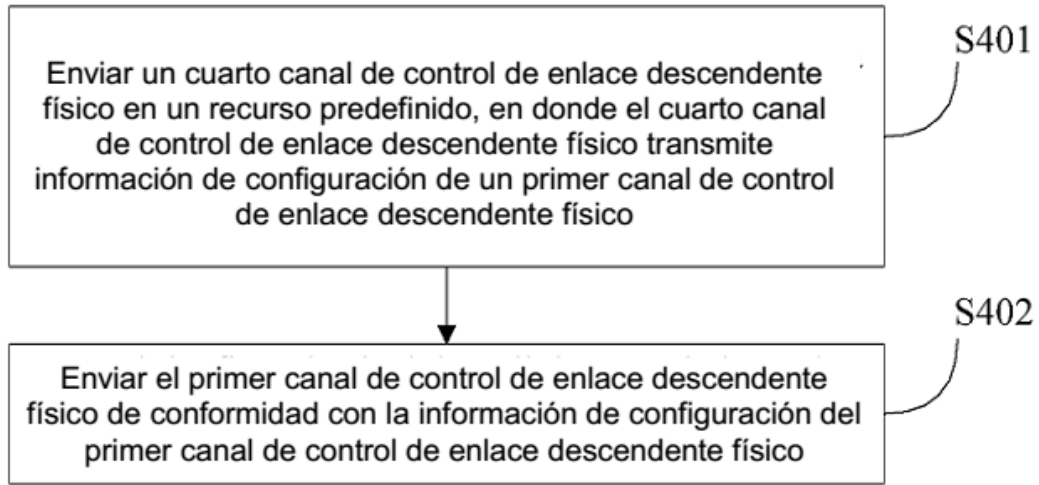 S401
Enviar un cuarto canal de control de enlace descendente
físico en un recurso predefinido, en donde el cuarto canal
de control de enlace descendente físico transmite
información de configuración de un primer canal de control
de enlace descendente físico
S402
Enviar el primer canal de control de enlace descendente
físico de conformidad con la información de configuración del
primer canal de control de enlace descendente físico